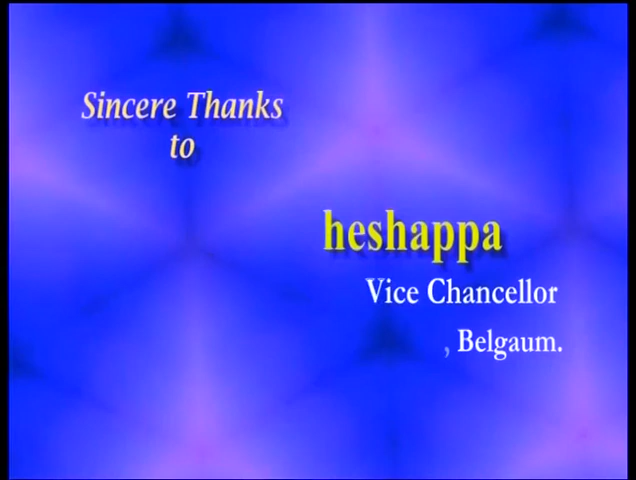 Sincere Thanks
to
heshappa
Vice Chancellor
, Belgaum.